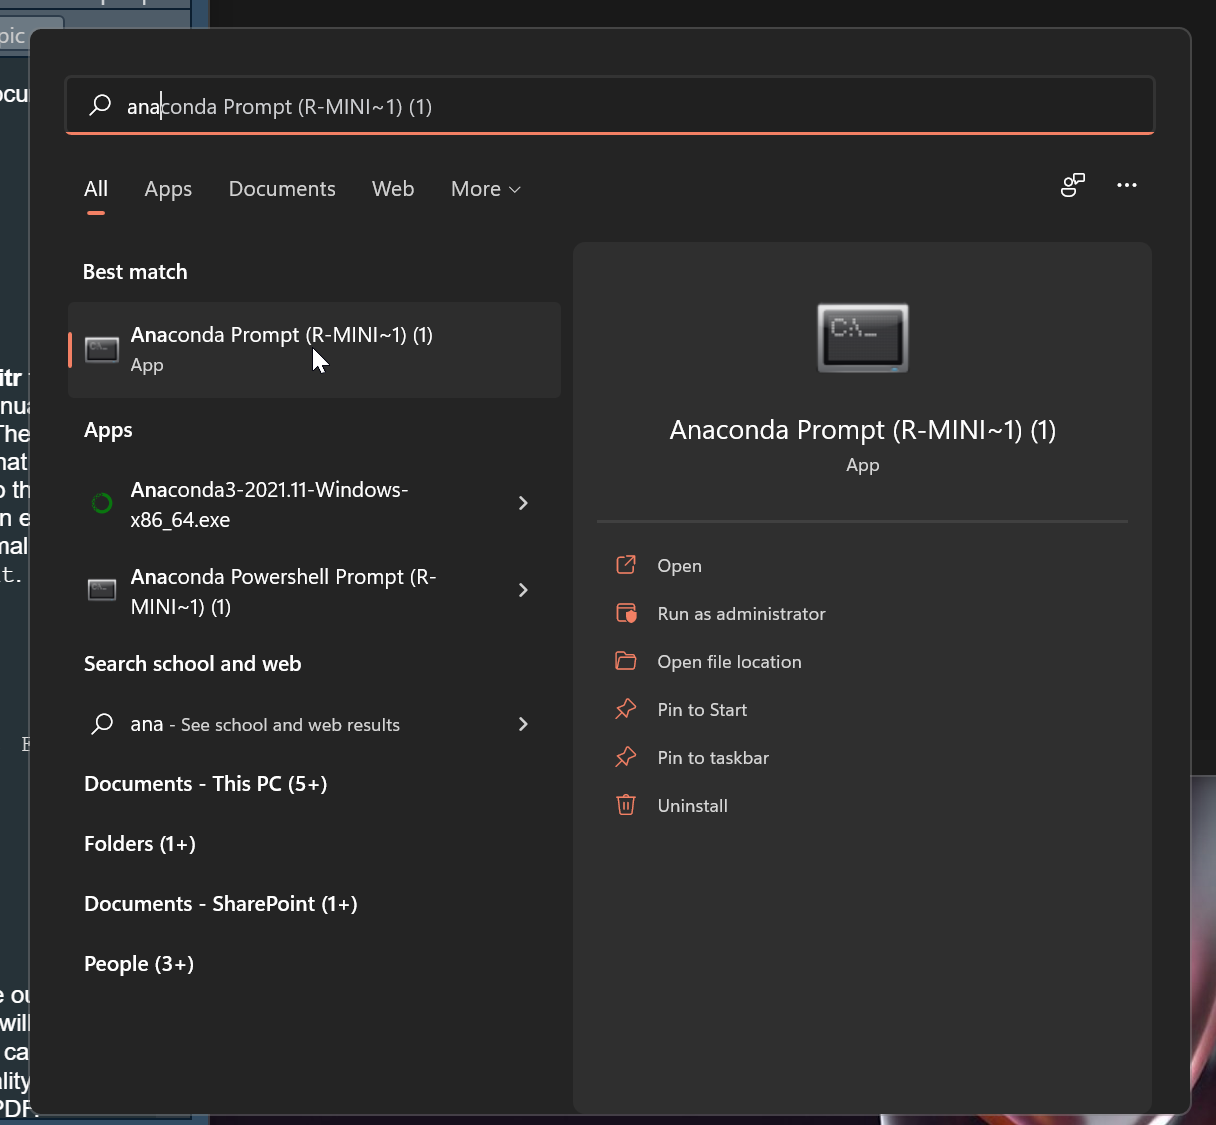 pic
anaconda Prompt (R-MINI~1) (1)
All
Apps
Documents
Web
More
Best match
Anaconda Prompt (R-MINI~1) (1)
App
Apps
Anaconda3-2021.11-Windows-
x86_64.exe
Anaconda Powershell Prompt (R-
MINI~1) (1)
Search school and web
ana - See school and web results
Documents - This PC (5+)
Folders (1+)
Documents - SharePoint (1+)
People (3+)
C:\_
Anaconda Prompt (R-MINI~1) (1)
App
Open
Run as administrator
Open file location
Pin to Start
Pin to taskbar
Uninstall
itr
will